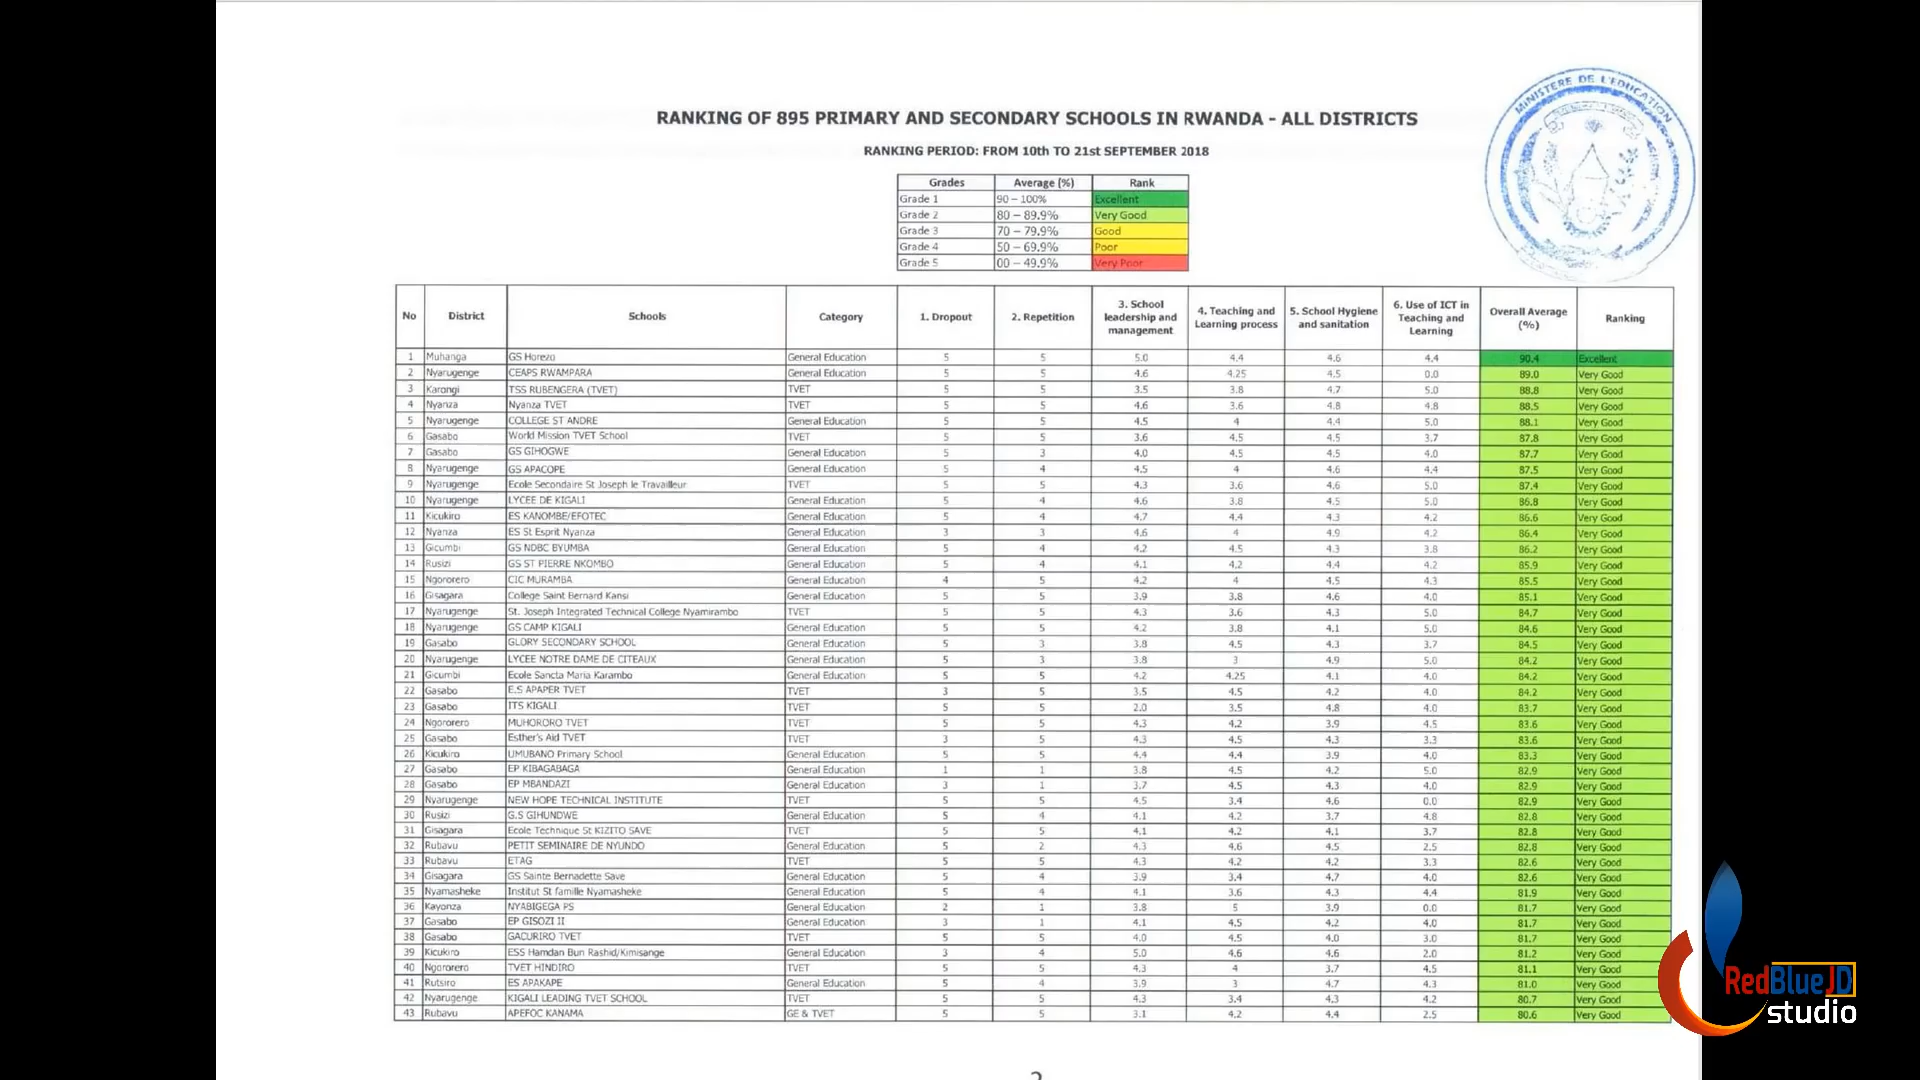 MINISTERE DE L'EDUCATION
RANKING OF 895 PRIMARY AND SECONDARY SCHOOLS IN RWANDA - ALL DISTRICTS
RANKING PERIOD: FROM 10th TO 21st SEPTEMBER 2018
Grades Average (%) Rank
Grade 1 90 – 100% Excellent
Grade 2 80 – 89.9% Very Good
Grade 3 70 – 79.9% Good
Grade 4 50 – 69.9% Poor
Grade 5 00 – 49.9% Very Poor
No District Schools Category 1. Dropout 2. Repetition 3. School leadership and management 4. Teaching and Learning process 5. School Hygiene and sanitation 6. Use of ICT in Teaching and Learning Overall Average (%) Ranking
1 Muhanga GS Horezo General Education 5 5 5.0 4.4 4.6 4.4 90.4 Excellent
2 Nyarugenge CEAPS RWAMPARA General Education 5 5 4.6 4.25 4.5 0.0 89.0 Very Good
3 Karongi TSS RUBENGERA (TVET) TVET 5 5 3.5 3.8 4.7 5.0 88.8 Very Good
4 Nyanza Nyanza TVET TVET 5 5 4.6 3.6 4.8 4.8 88.5 Very Good
5 Nyarugenge COLLEGE ST ANDRE General Education 5 5 4.5 4 4.4 5.0 88.1 Very Good
6 Gasabo World Mission TVET School TVET 5 5 3.6 4.5 4.5 3.7 87.8 Very Good
7 Gasabo GS GIHOGWE General Education 5 3 4.0 4.5 4.5 4.0 87.7 Very Good
8 Nyarugenge GS APACOPE General Education 5 4 4.5 4 4.6 4.4 87.5 Very Good
9 Nyarugenge Ecole Secondaire St Joseph le Travailleur TVET 5 5 4.3 3.6 4.6 5.0 87.4 Very Good
10 Nyarugenge LYCEE DE KIGALI General Education 5 4 4.6 3.8 4.5 5.0 86.8 Very Good
11 Kicukiro ES KANOMBE/EFOTEC General Education 5 4 4.7 4.4 4.3 4.2 86.6 Very Good
12 Nyanza ES St Esprit Nyanza General Education 3 3 4.6 4 4.9 4.2 86.4 Very Good
13 Gicumbi GS NDBC BYUMBA General Education 5 4 4.2 4.5 4.3 3.8 86.2 Very Good
14 Rusizi GS ST PIERRE NKOMBO General Education 5 4 4.1 4.2 4.4 4.2 85.9 Very Good
15 Ngororero CIC MURAMBA General Education 4 5 4.2 4 4.5 4.3 85.5 Very Good
16 Gisagara College Saint Bernard Kansi General Education 5 5 3.9 3.8 4.6 4.0 85.1 Very Good
17 Nyarugenge St. Joseph Integrated Technical College Nyamirambo TVET 5 5 4.3 3.6 4.3 5.0 84.7 Very Good
18 Nyarugenge GS CAMP KIGALI General Education 5 5 4.2 3.8 4.1 5.0 84.6 Very Good
19 Gasabo GLORY SECONDARY SCHOOL General Education 5 3 3.8 4.5 4.3 3.7 84.5 Very Good
20 Nyarugenge LYCEE NOTRE DAME DE CITEAUX General Education 5 3 3.8 3 4.9 5.0 84.2 Very Good
21 Gicumbi Ecole Sancta Maria Karambo General Education 5 5 4.2 4.25 4.1 4.0 84.2 Very Good
22 Gasabo E.S APAPER TVET TVET 3 5 3.5 4.5 4.2 4.0 84.2 Very Good
23 Gasabo ITS KIGALI TVET 5 5 2.0 3.5 4.8 4.0 83.7 Very Good
24 Ngororero MUHORORO TVET TVET 5 5 4.3 4.2 3.9 4.5 83.6 Very Good
25 Gasabo Esther's Aid TVET TVET 3 5 4.3 4.5 4.3 3.3 83.6 Very Good
26 Kicukiro UMUBANO Primary School General Education 5 5 4.4 4.4 3.9 4.0 83.3 Very Good
27 Gasabo EP KIBAGABAGA General Education 1 1 3.8 4.5 4.2 5.0 82.9 Very Good
28 Gasabo EP MBANDAZI General Education 3 1 3.7 4.5 4.3 4.0 82.9 Very Good
29 Nyarugenge NEW HOPE TECHNICAL INSTITUTE TVET 5 5 4.5 3.4 4.6 0.0 82.9 Very Good
30 Rusizi G.S GIHUNDWE General Education 5 4 4.1 4.2 3.7 4.8 82.8 Very Good
31 Gisagara Ecole Technique St KIZITO SAVE TVET 5 5 4.1 4.2 4.1 3.7 82.8 Very Good
32 Rubavu PETIT SEMINAIRE DE NYUNDO General Education 5 2 4.3 4.6 4.5 2.5 82.8 Very Good
33 Rubavu ETAG TVET 5 5 4.3 4.2 4.2 3.3 82.6 Very Good
34 Gisagara GS Sainte Bernadette Save General Education 5 4 3.9 3.4 4.7 4.0 82.6 Very Good
35 Nyamasheke Institut St famille Nyamasheke General Education 5 4 4.1 3.6 4.3 4.4 81.9 Very Good
36 Kayonza NYABIGEGA PS General Education 2 1 3.8 5 3.9 0.0 81.7 Very Good
37 Gasabo EP GISOZI II General Education 3 1 4.1 4.5 4.2 4.0 81.7 Very Good
38 Gasabo GACURIRO TVET TVET 5 5 4.0 4.5 4.0 3.0 81.7 Very Good
39 Kicukiro ESS Hamdan Bun Rashid/Kimisange General Education 3 4 5.0 4.6 4.6 2.0 81.2 Very Good
40 Ngororero TVET HINDIRO TVET 5 5 4.3 4 3.7 4.5 81.1 Very Good
41 Rutsiro ES APAKAPE General Education 5 4 3.9 3 4.7 4.3 81.0 Very Good
42 Nyarugenge KIGALI LEADING TVET SCHOOL TVET 5 5 4.3 3.4 4.3 4.2 80.7 Very Good
43 Rubavu APEFOC KANAMA GE & TVET 5 5 3.1 4.2 4.4 2.5 80.6 Very Good
RedBlueJD
studio